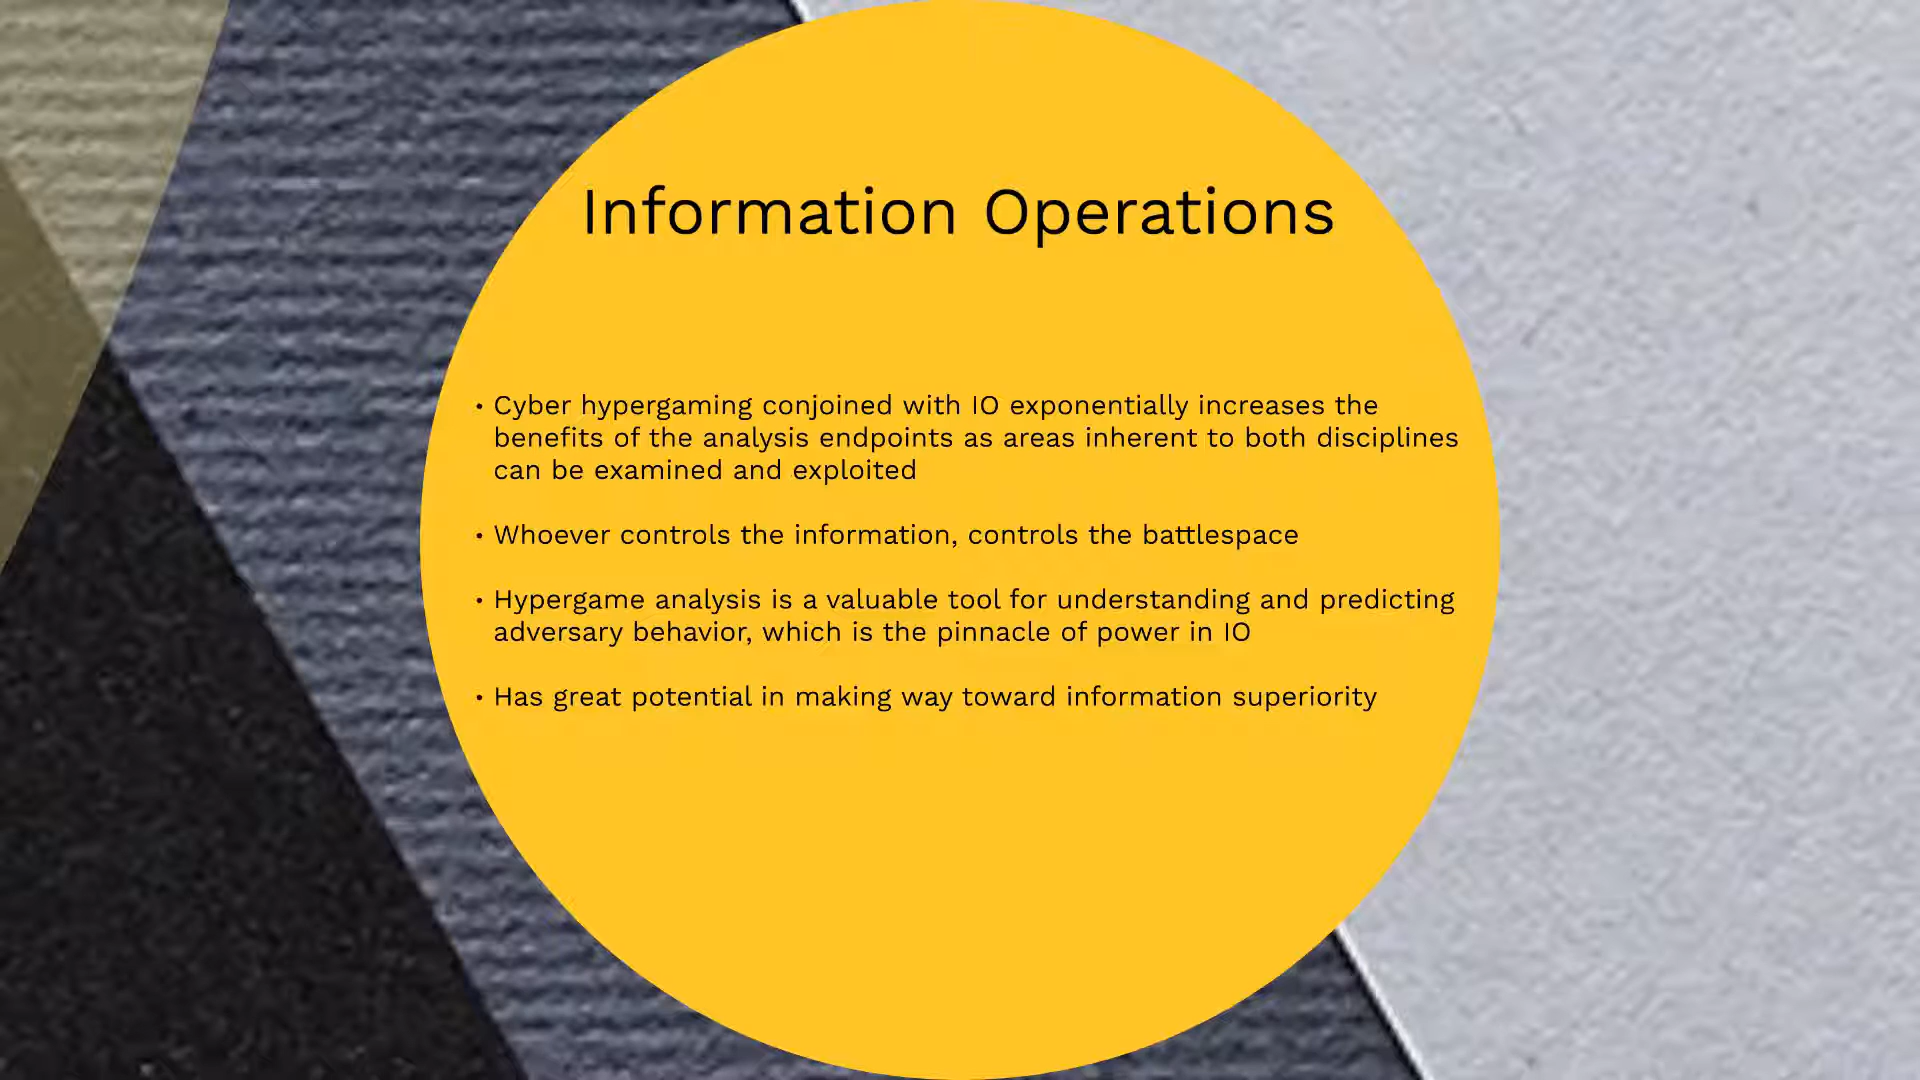 Information Operations
• Cyber hypergaming conjoined with IO exponentially increases the
benefits of the analysis endpoints as areas inherent to both disciplines
can be examined and exploited
• Whoever controls the information, controls the battlespace
• Hypergame analysis is a valuable tool for understanding and predicting
adversary behavior, which is the pinnacle of power in IO
• Has great potential in making way toward information superiority